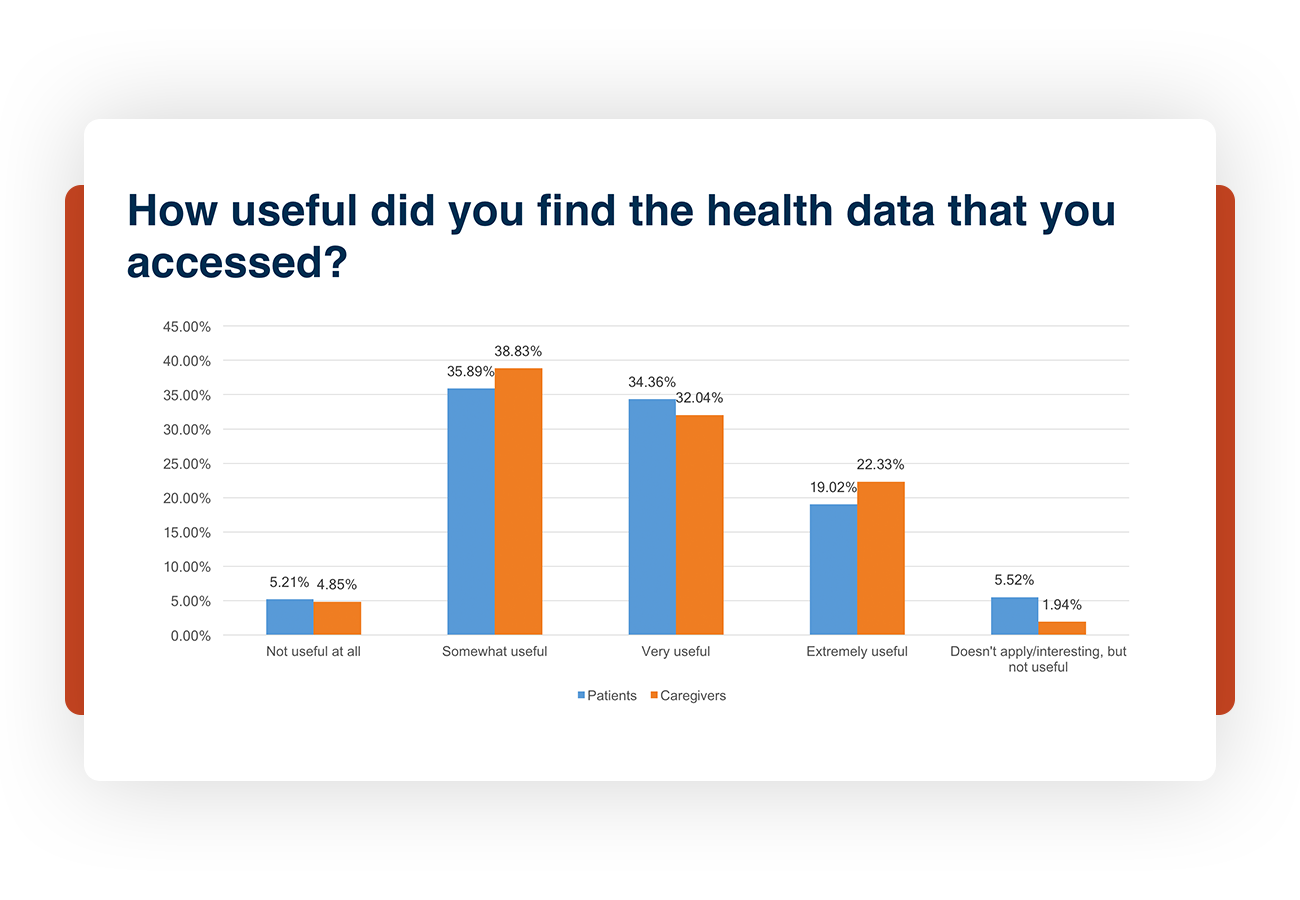 How useful did you find the health data that you
accessed?
45.00%
40.00%
35.00%
30.00%
25.00%
20.00%
15.00%
10.00%
5.00%
0.00%
5.21% 4.85%
35.89%
38.83%
34.36%
32.04%
19.02%
22.33%
5.52%
1.94%
Not useful at all
Somewhat useful
Very useful
Extremely useful
Doesn't apply/interesting, but
not useful
Patients Caregivers